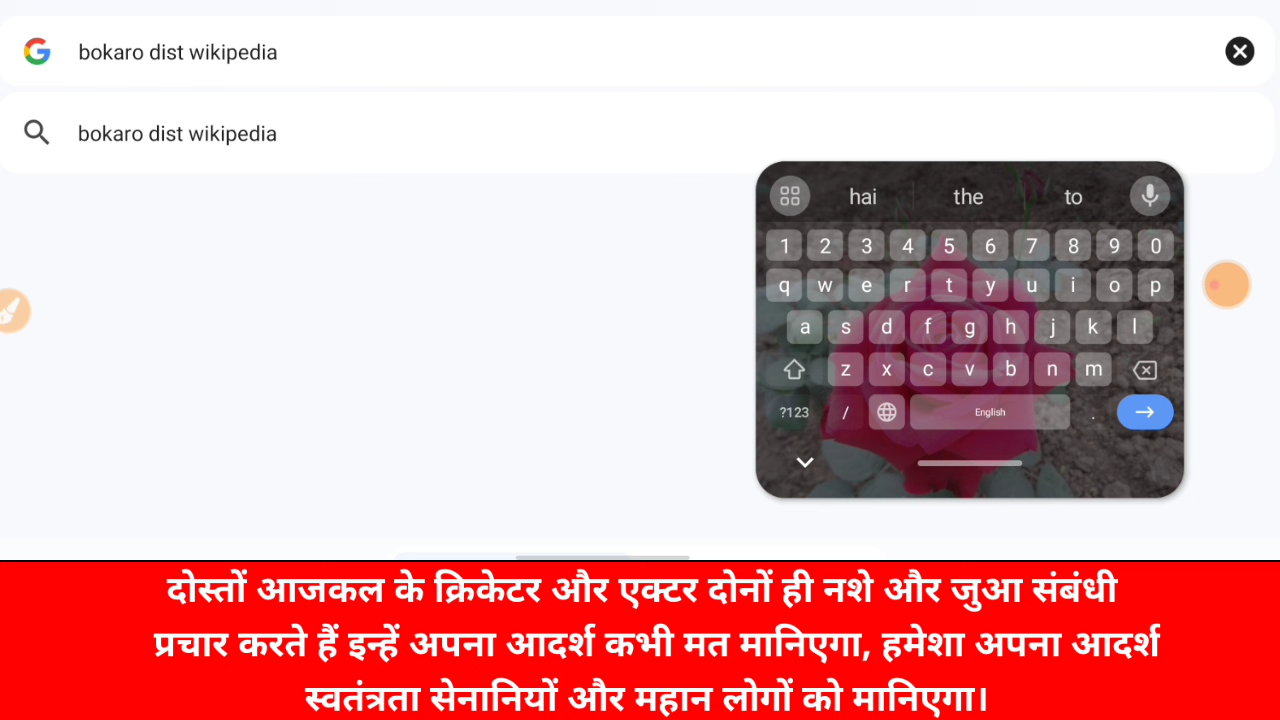 bokaro dist wikipedia
bokaro dist wikipedia
hai the to
1 2 3 4 5 6 7 8 9 0
q w e r t y u i o p
a s d f g h j k l
z x c v b n m
?123 / English .
दोस्तों आजकल के क्रिकेटर और एक्टर दोनों ही नशे और जुआ संबंधी
प्रचार करते हैं इन्हें अपना आदर्श कभी मत मानिएगा, हमेशा अपना आदर्श
स्वतंत्रता सेनानियों और महान लोगों को मानिएगा।